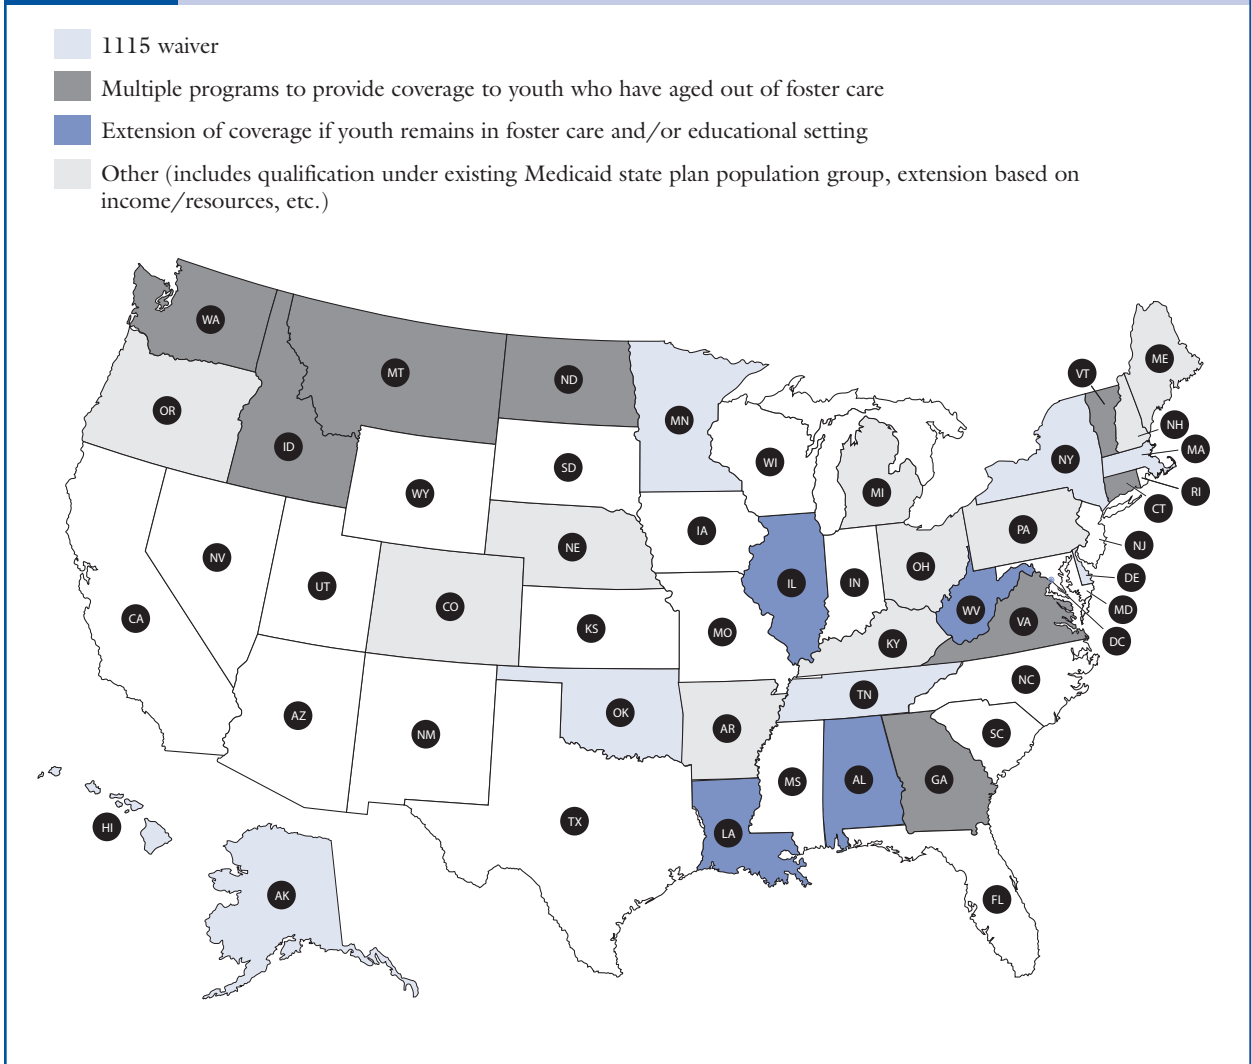 1115 waiver
Multiple programs to provide coverage to youth who have aged out of foster care
Extension of coverage if youth remains in foster care and/or educational setting
Other (includes qualification under existing Medicaid state plan population group, extension based on
income/resources, etc.)
WA
MT
ND
OR
ID
MN
VT
ME
NH
MA
NY
WI
SD
WY
MI
RI
CT
PA
NJ
IA
NE
NV
OH
DE
UT
IL
IN
CO
WV
MD
CA
VA
KS
MO
KY
DC
NC
TN
AZ
OK
AR
SC
NM
MS
AL
GA
TX
HI
LA
AK
FL